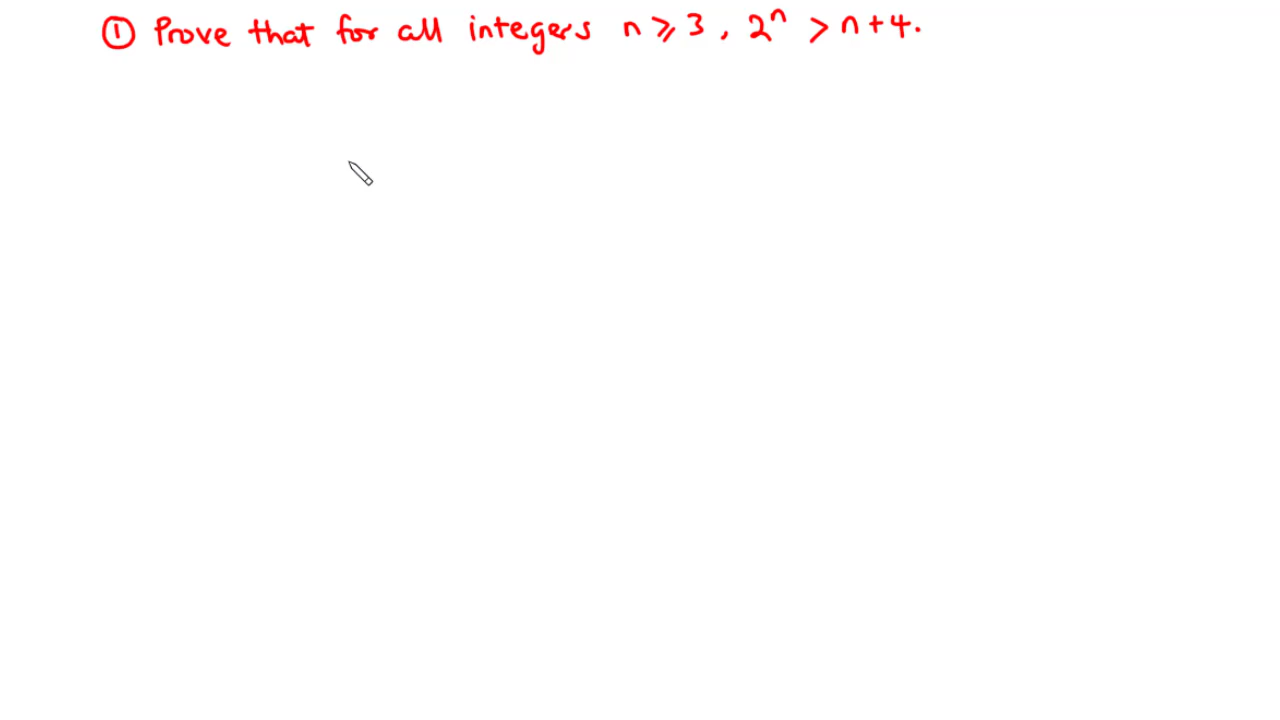 ① Prove that for all integers n ⩾ 3, 2ⁿ > n + 4.